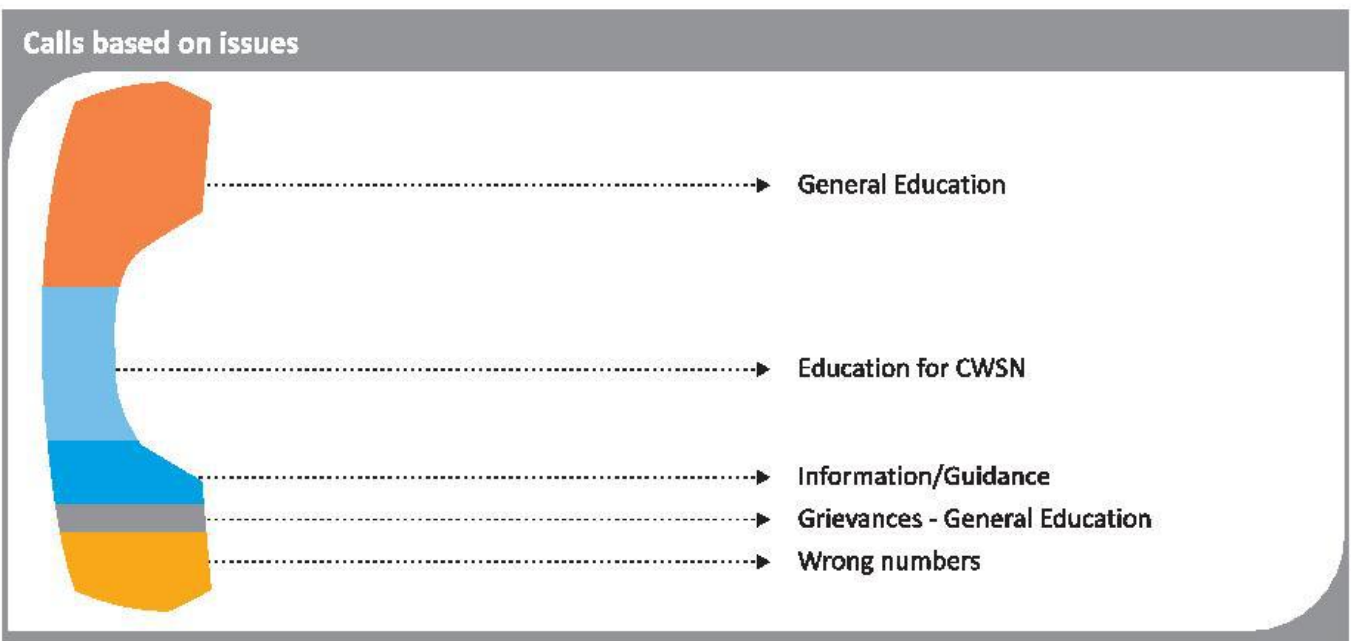 Calls based on issues
General Education
Education for CWSN
Information/Guidance
Grievances - General Education
Wrong numbers